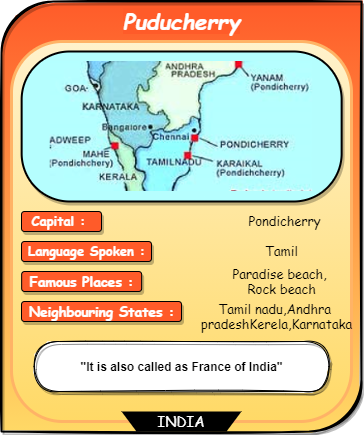 Puducherry
ANDHRA
PRADESH
YANAM
(Pondicherry)
GOA
KARNATAKA
Bangalore
Chennai
ADWEEP
PONDICHERRY
MAHE
(Pondichchery)
TAMILNADU
KARAIKAL
(Pondichcherry)
KERALA
Capital : Pondicherry
Language Spoken : Tamil
Famous Places : Paradise beach,
Rock beach
Neighbouring States : Tamil nadu,Andhra
pradeshKerela,Karnataka
"It is also called as France of India"
INDIA